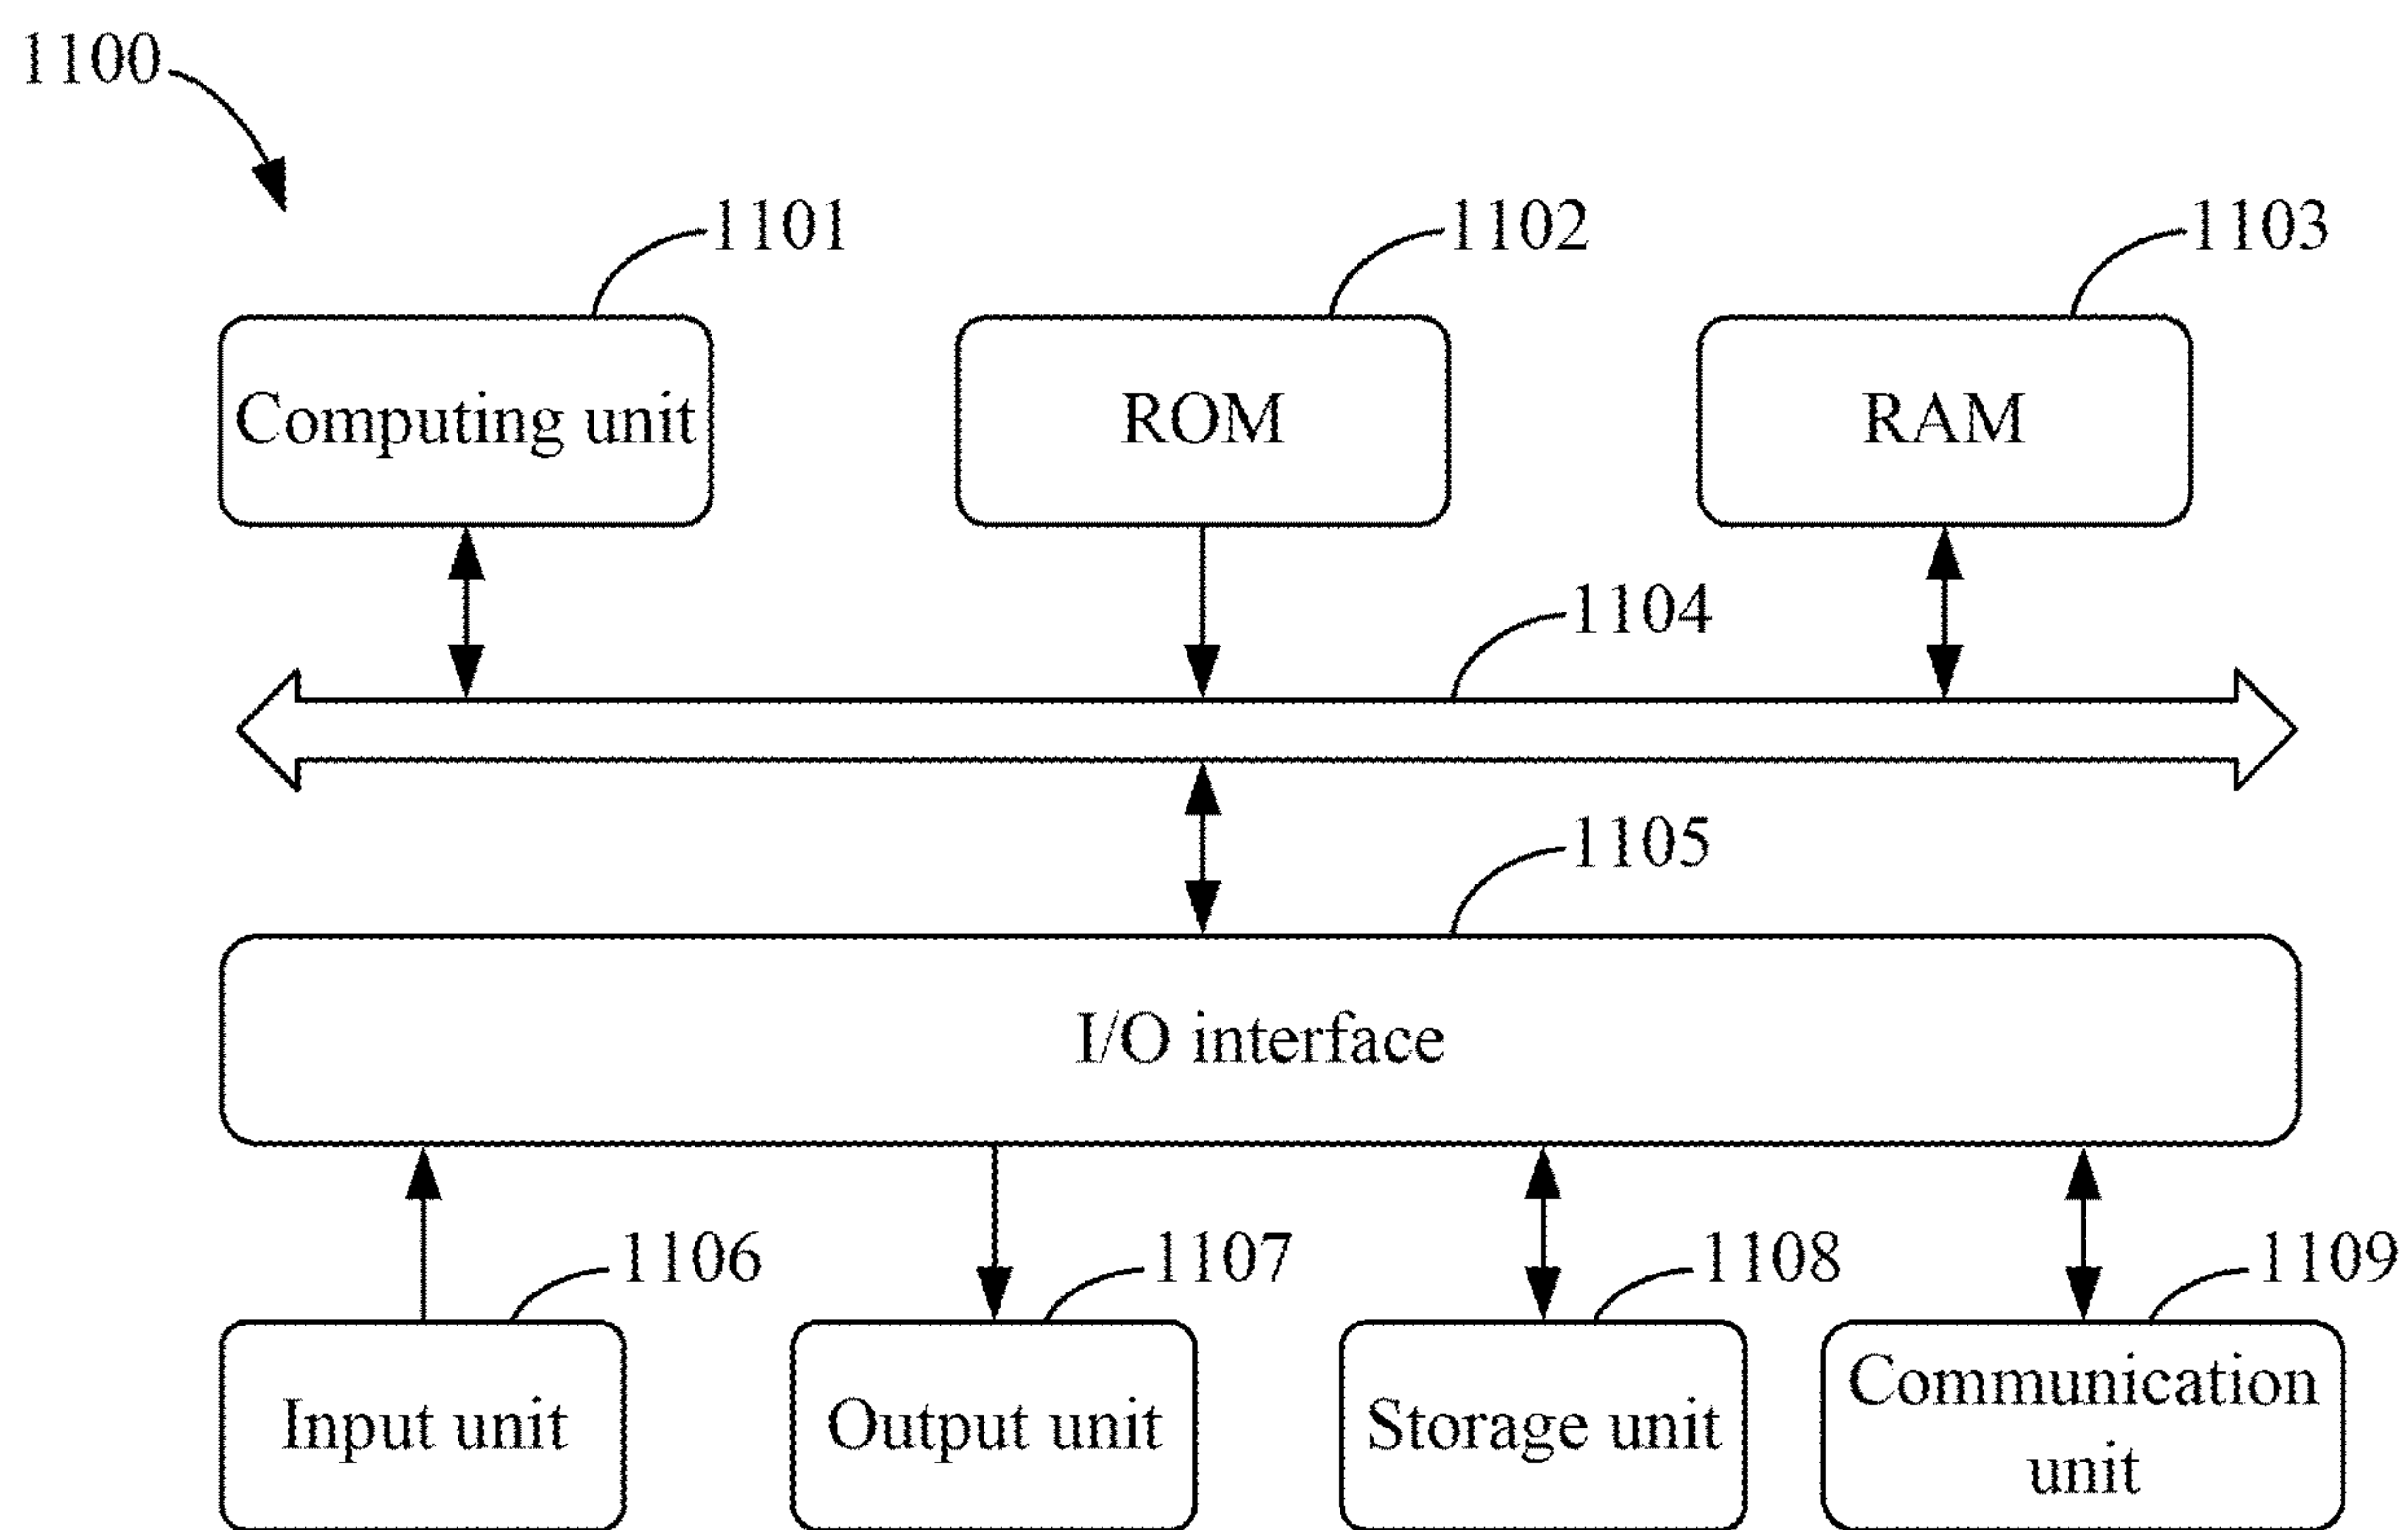 1100
1101
1102
1103
Computing unit
ROM
RAM
1104
1105
I/O interface
1106
1107
1108
1109
Input unit
Output unit
Storage unit
Communication
unit